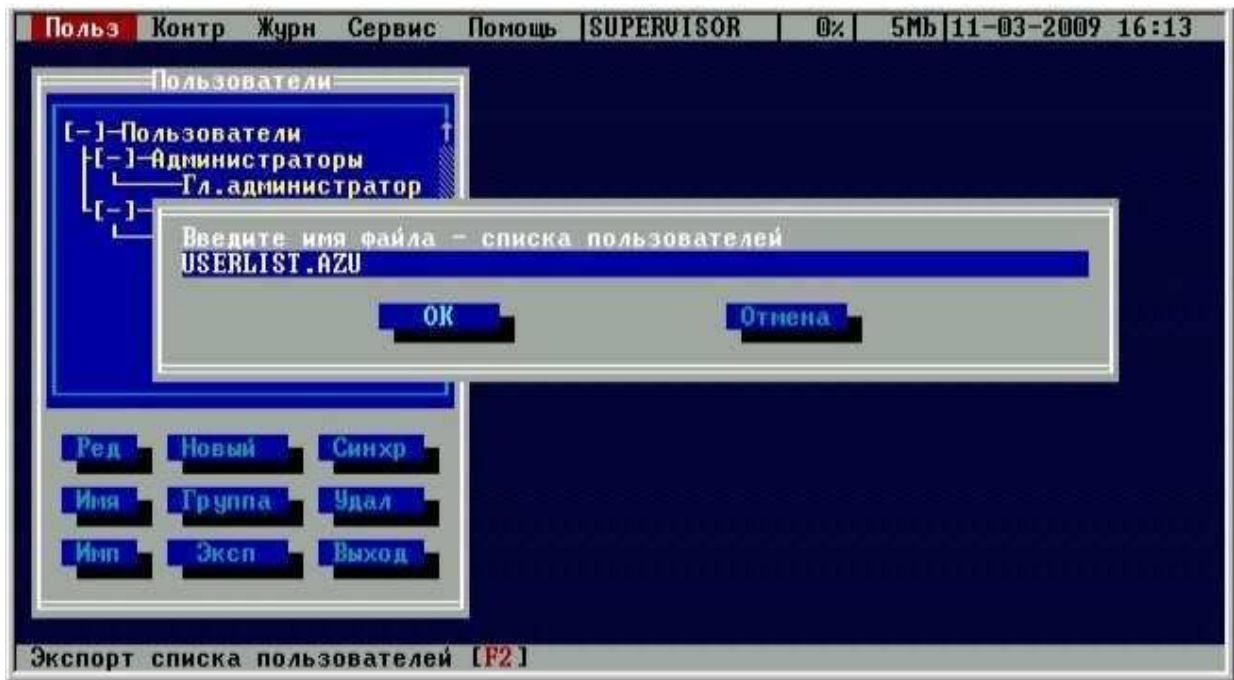 Польз Контр Журн Сервис Помощь SUPERVISOR 0% 5Mb 11-03-2009 16:13
Пользователи
[-]-Пользователи
[-]-Администраторы
Гл.администратор
[-]-
Введите имя файла - списка пользователей
USERLIST.AZU
OK Отмена
Ред Новый Синхр
Имя Группа Удал
Имп Эксп Выход
Экспорт списка пользователей [F2]